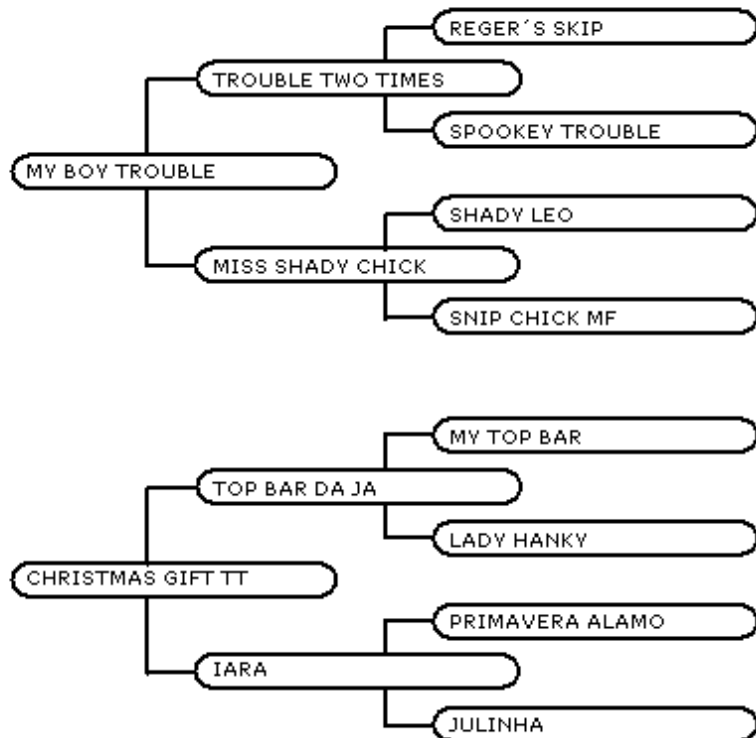 REGER´S SKIP
TROUBLE TWO TIMES
SPOOKEY TROUBLE
MY BOY TROUBLE
SHADY LEO
MISS SHADY CHICK
SNIP CHICK MF
MY TOP BAR
TOP BAR DA JA
LADY HANKY
CHRISTMAS GIFT TT
PRIMAVERA ALAMO
IARA
JULINHA